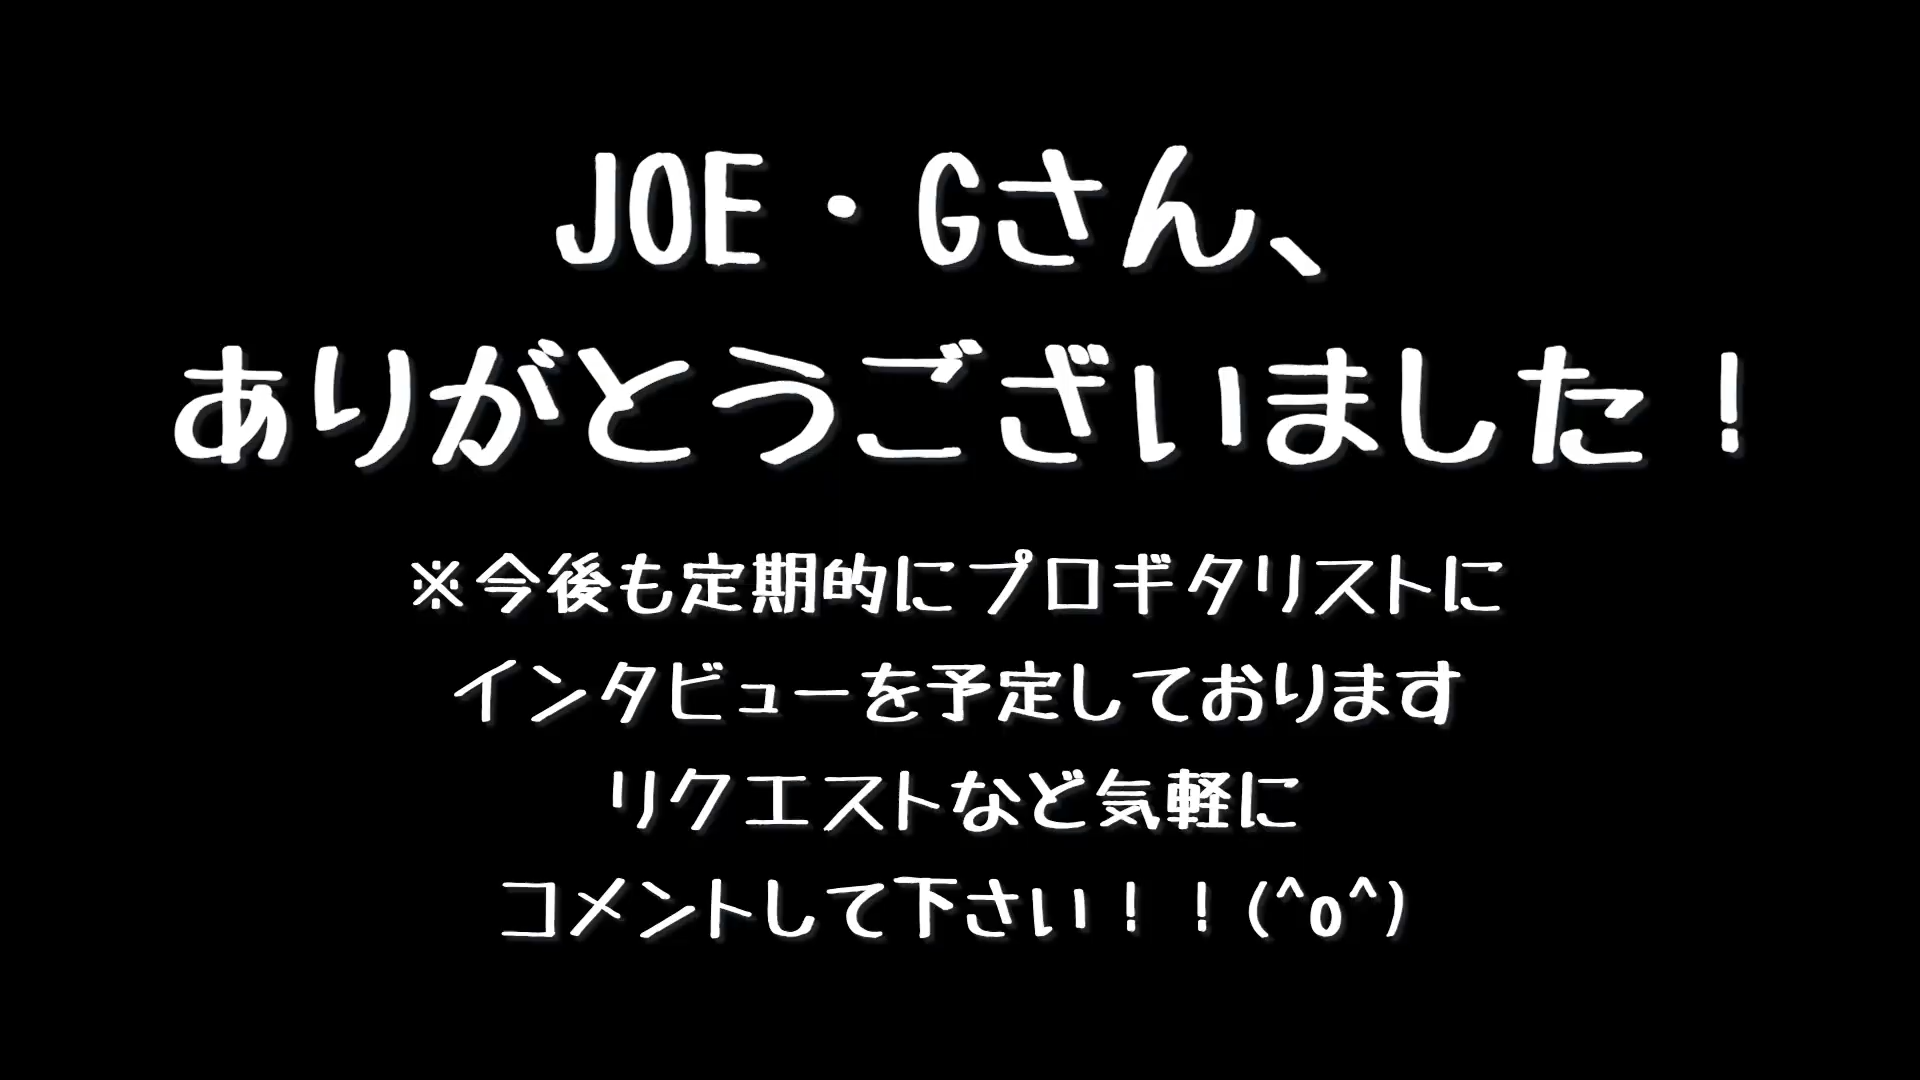 JOE・Gさん、
ありがとうございました！
※今後も定期的にプロギタリストに
インタビューを予定しております
リクエストなど気軽に
コメントして下さい！！(^o^)